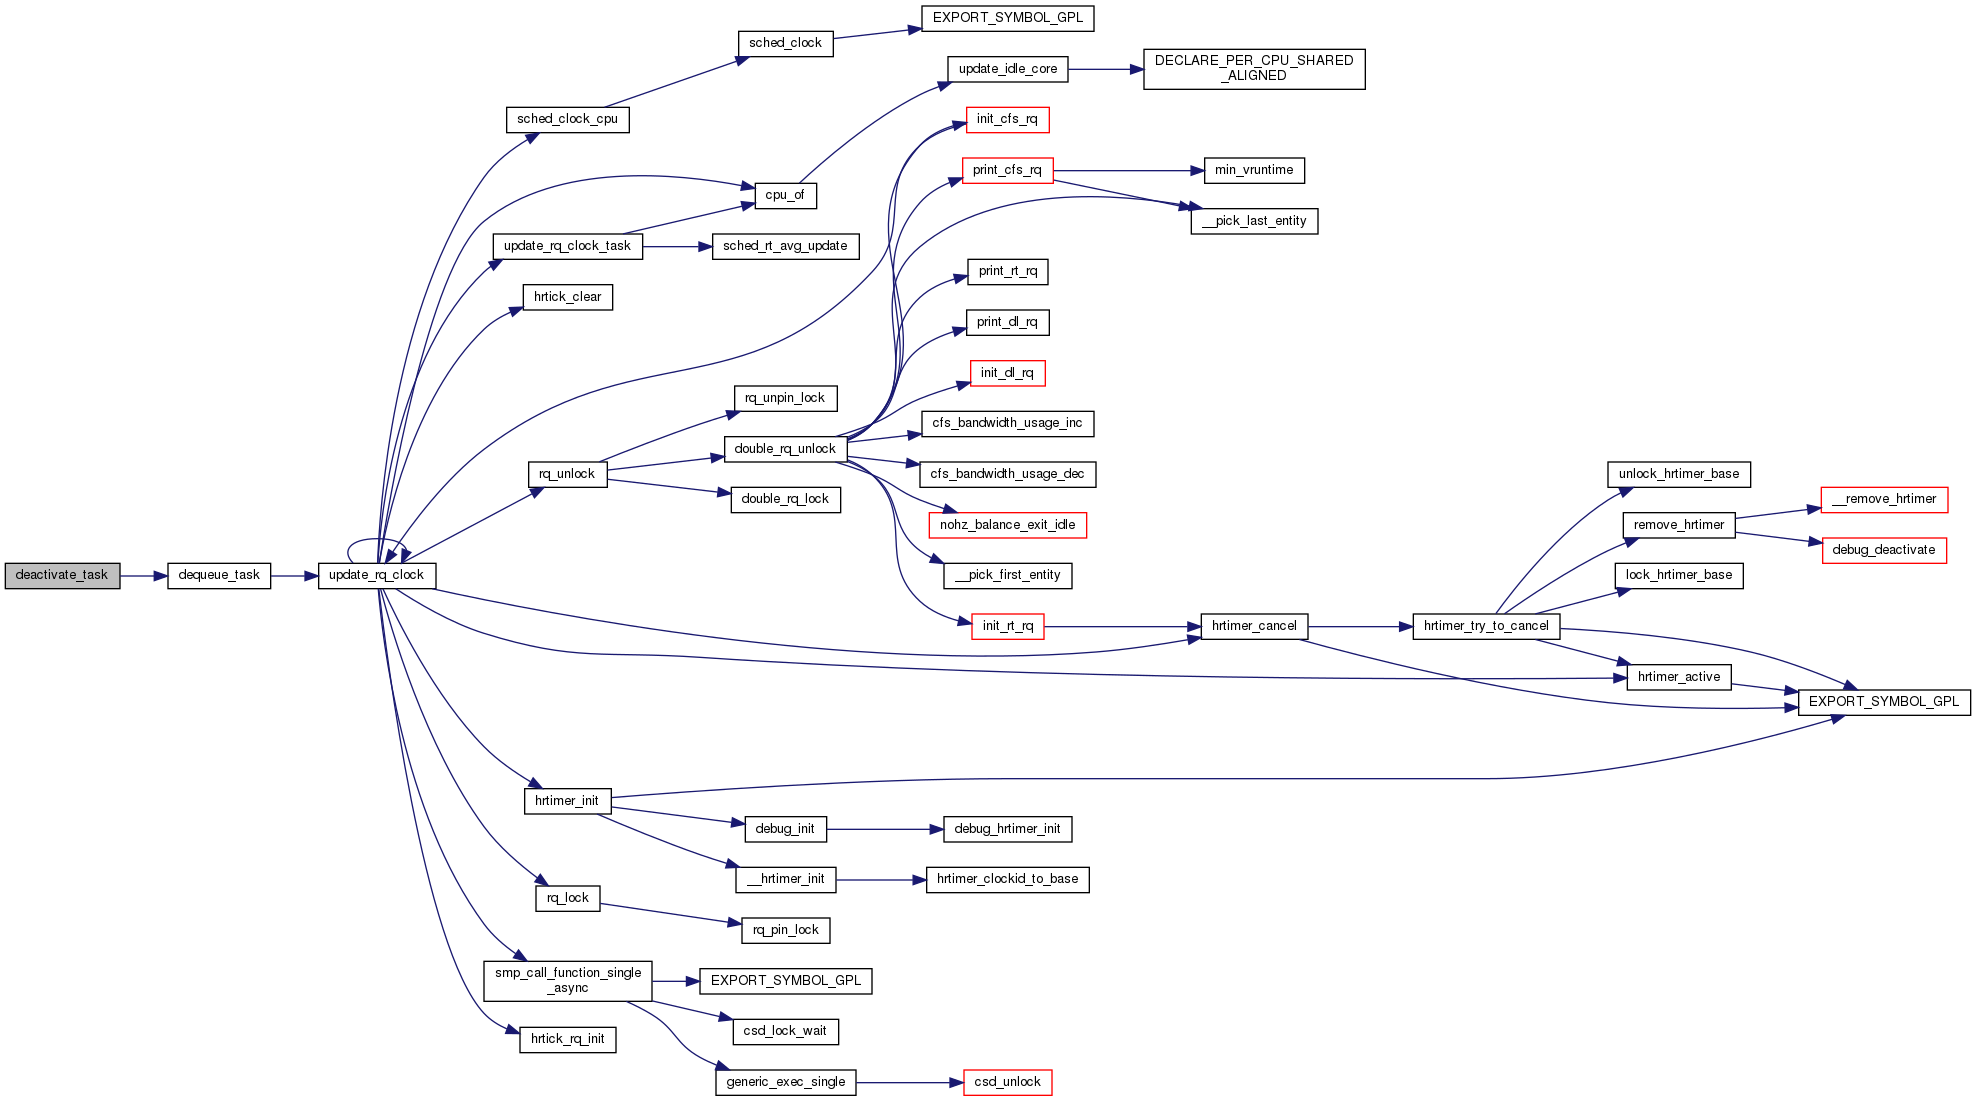 EXPORT_SYMBOL_GPL
sched_clock
update_idle_core
DECLARE_PER_CPU_SHARED
_ALIGNED
sched_clock_cpu
init_cfs_rq
print_cfs_rq
min_vruntime
cpu_of
__pick_last_entity
update_rq_clock_task
sched_rt_avg_update
print_rt_rq
hrtick_clear
print_dl_rq
init_dl_rq
rq_unpin_lock
cfs_bandwidth_usage_inc
double_rq_unlock
rq_unlock
cfs_bandwidth_usage_dec
unlock_hrtimer_base
double_rq_lock
__remove_hrtimer
nohz_balance_exit_idle
remove_hrtimer
debug_deactivate
deactivate_task
dequeue_task
update_rq_clock
__pick_first_entity
lock_hrtimer_base
init_rt_rq
hrtimer_cancel
hrtimer_try_to_cancel
hrtimer_active
EXPORT_SYMBOL_GPL
hrtimer_init
debug_init
debug_hrtimer_init
__hrtimer_init
hrtimer_clockid_to_base
rq_lock
rq_pin_lock
smp_call_function_single
_async
EXPORT_SYMBOL_GPL
csd_lock_wait
hrtick_rq_init
generic_exec_single
csd_unlock